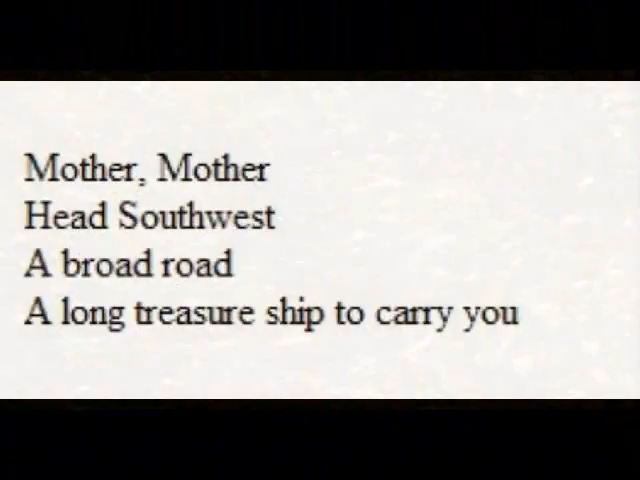 Mother, Mother
Head Southwest
A broad road
A long treasure ship to carry you